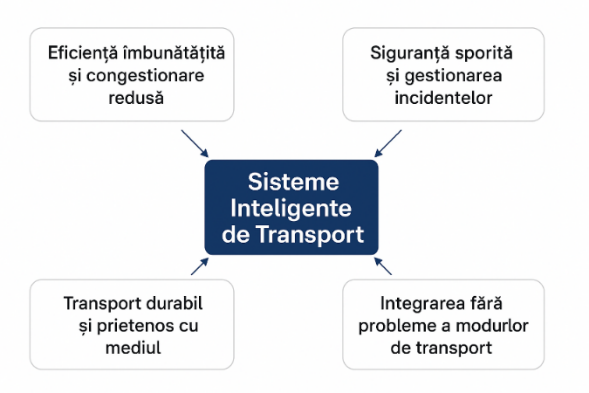 Eficiență îmbunătățită
și congestionare
redusă
Siguranță sporită
și gestionarea
incidentelor
Sisteme
Inteligente
de Transport
Transport durabil
și prietenos cu
mediul
Integrarea fără
probleme a modurlor
de transport